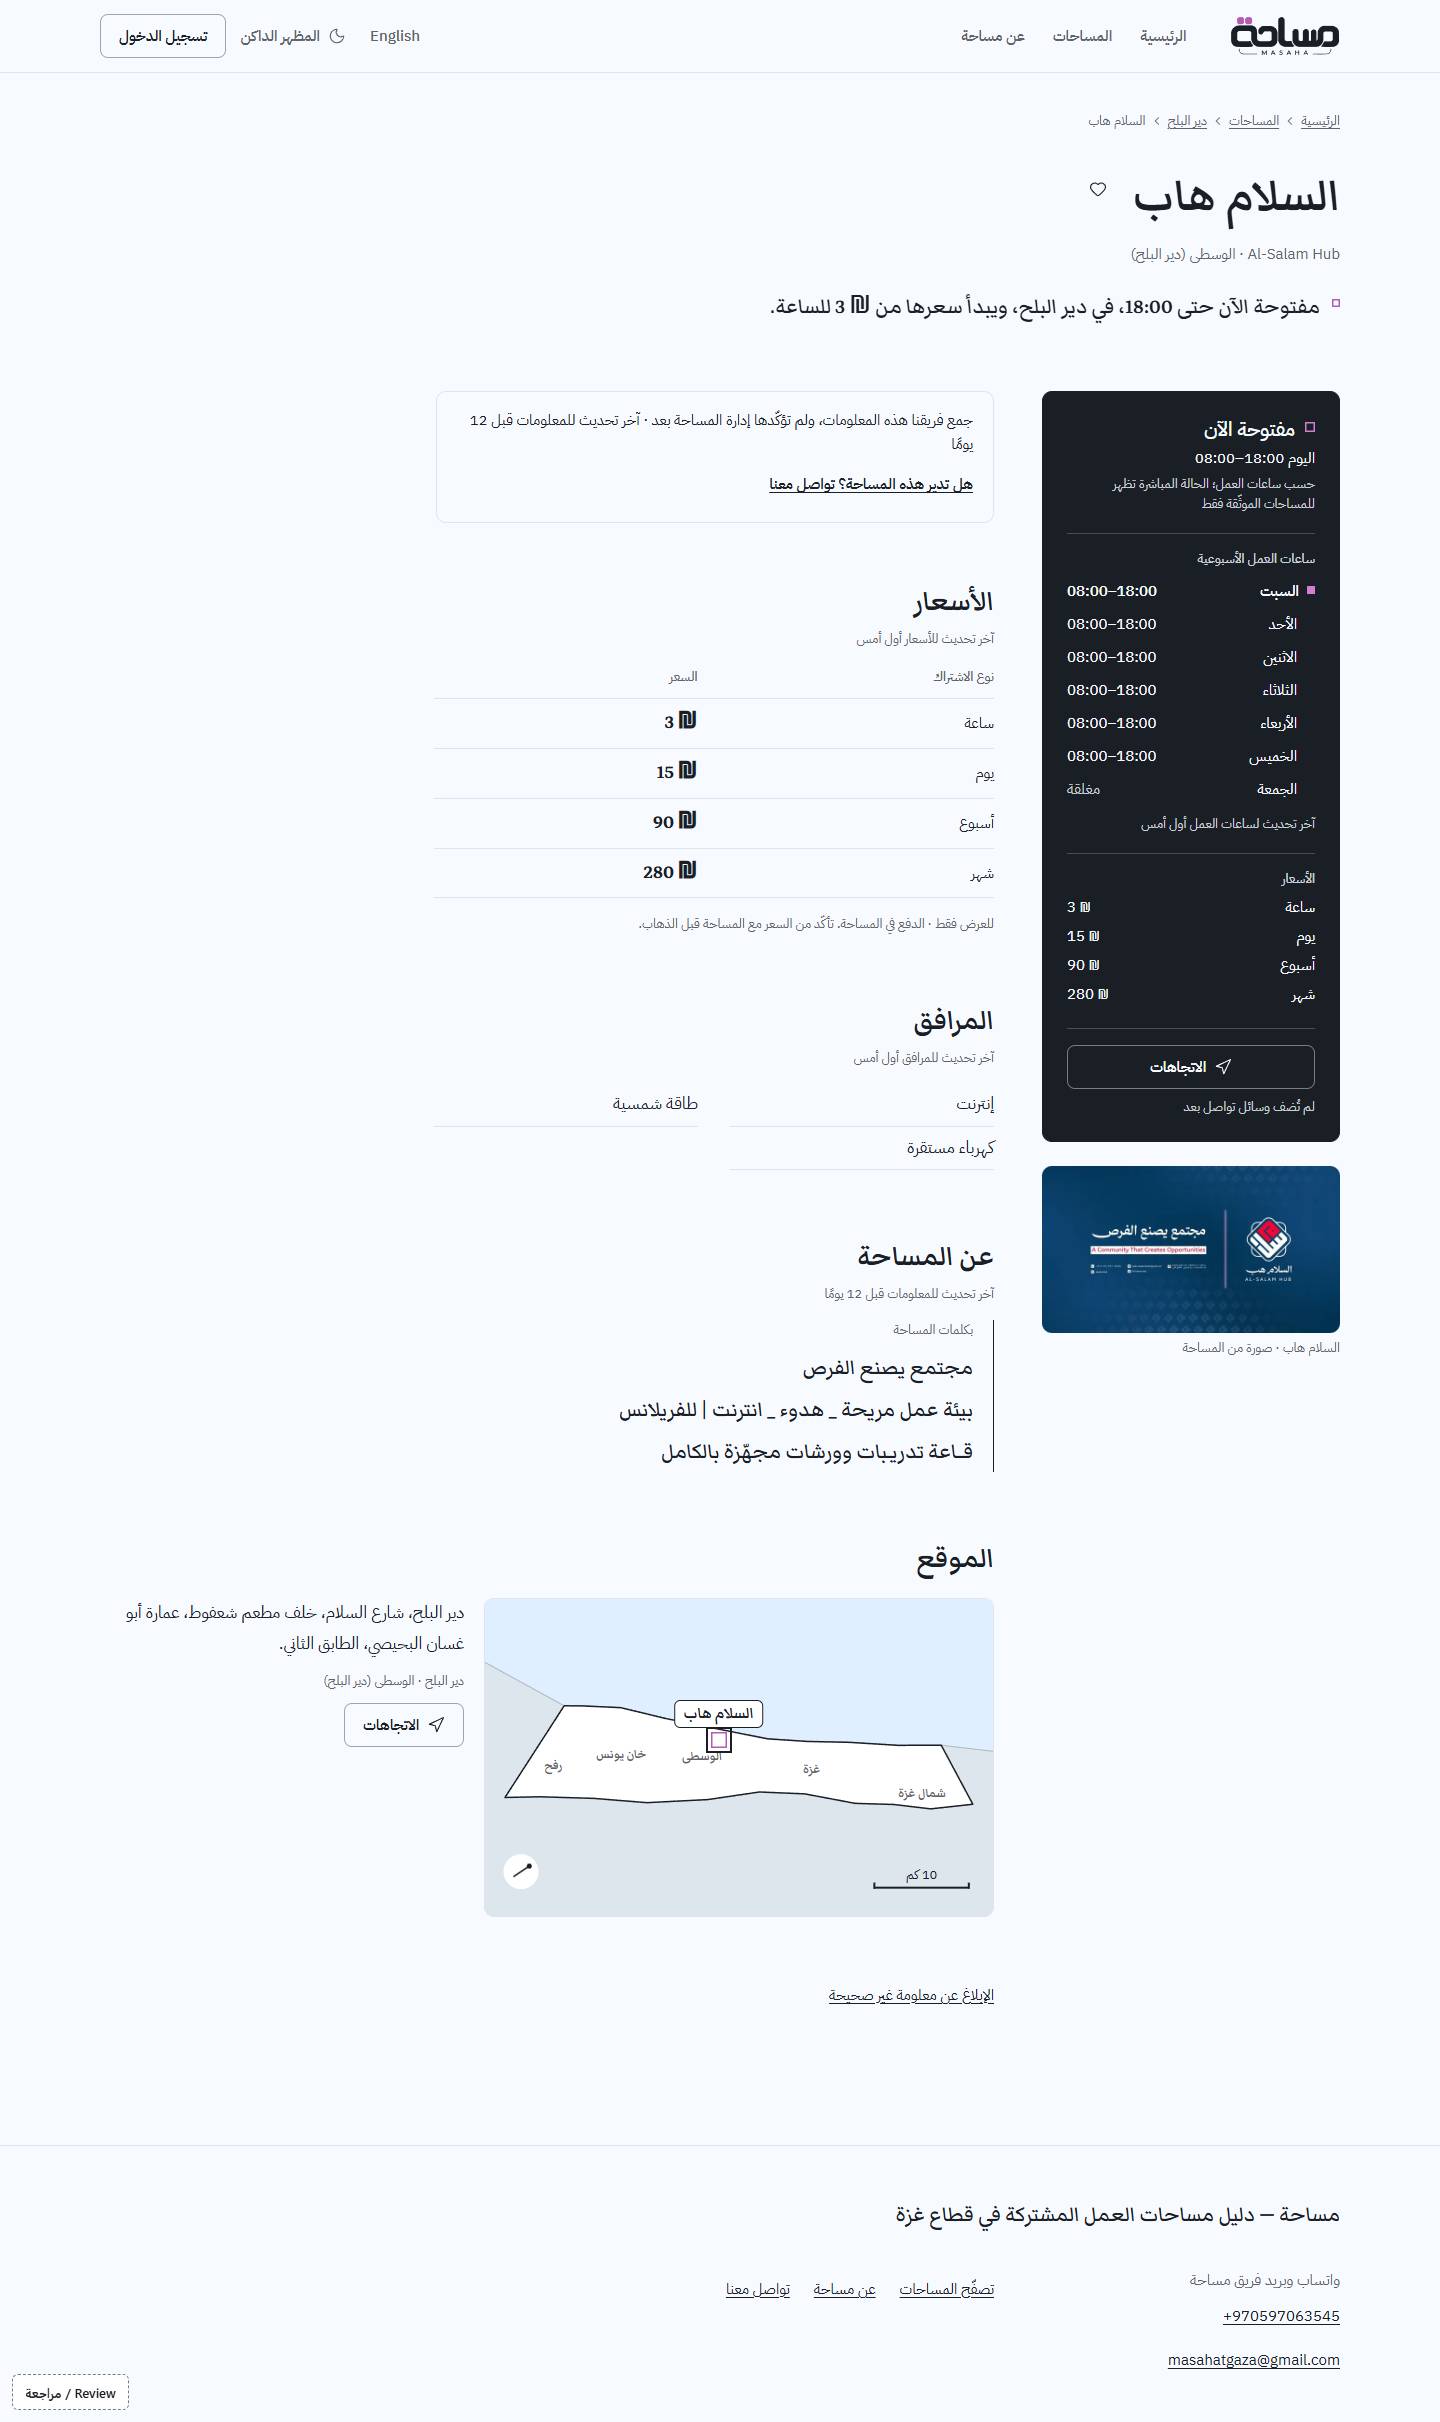 مساحة
MASAHA
الرئيسية
المساحات
عن مساحة
English
المظهر الداكن
تسجيل الدخول
الرئيسية › المساحات › دير البلح › السلام هاب
السلام هاب
Al-Salam Hub · الوسطى (دير البلح)
مفتوحة الآن حتى 18:00، في دير البلح، ويبدأ سعرها من ₪ 3 للساعة.
مفتوحة الآن
اليوم 08:00–18:00
حسب ساعات العمل؛ الحالة المباشرة تظهر
للمساحات الموثّقة فقط
ساعات العمل الأسبوعية
السبت 08:00–18:00
الأحد 08:00–18:00
الاثنين 08:00–18:00
الثلاثاء 08:00–18:00
الأربعاء 08:00–18:00
الخميس 08:00–18:00
الجمعة مغلقة
آخر تحديث لساعات العمل أول أمس
الأسعار
ساعة ₪ 3
يوم ₪ 15
أسبوع ₪ 90
شهر ₪ 280
الاتجاهات
لم تُضف وسائل تواصل بعد
مجتمع يصنع الفرص
A Community That Creates Opportunities
السلام هب
AL-SALAM HUB
السلام هاب · صورة من المساحة
جمع فريقنا هذه المعلومات، ولم تؤكّدها إدارة المساحة بعد · آخر تحديث للمعلومات قبل 12
يومًا
هل تدير هذه المساحة؟ تواصل معنا
الأسعار
آخر تحديث للأسعار أول أمس
نوع الاشتراك السعر
ساعة ₪ 3
يوم ₪ 15
أسبوع ₪ 90
شهر ₪ 280
للعرض فقط · الدفع في المساحة. تأكّد من السعر مع المساحة قبل الذهاب.
المرافق
آخر تحديث للمرافق أول أمس
إنترنت
طاقة شمسية
كهرباء مستقرة
عن المساحة
آخر تحديث للمعلومات قبل 12 يومًا
بكلمات المساحة
مجتمع يصنع الفرص
بيئة عمل مريحة _ هدوء _ انترنت | للفريلانس
قـاعة تدريـبات وورشات مجهّزة بالكامل
الموقع
السلام هاب
شمال غزة
غزة
الوسطى
خان يونس
رفح
10 كم
دير البلح، شارع السلام، خلف مطعم شعفوط، عمارة أبو
غسان البحيصي، الطابق الثاني.
دير البلح · الوسطى (دير البلح)
الاتجاهات
الإبلاغ عن معلومة غير صحيحة
مساحة — دليل مساحات العمل المشتركة في قطاع غزة
واتساب وبريد فريق مساحة
+970597063545
masahatgaza@gmail.com
تصفّح المساحات
عن مساحة
تواصل معنا
Review / مراجعة